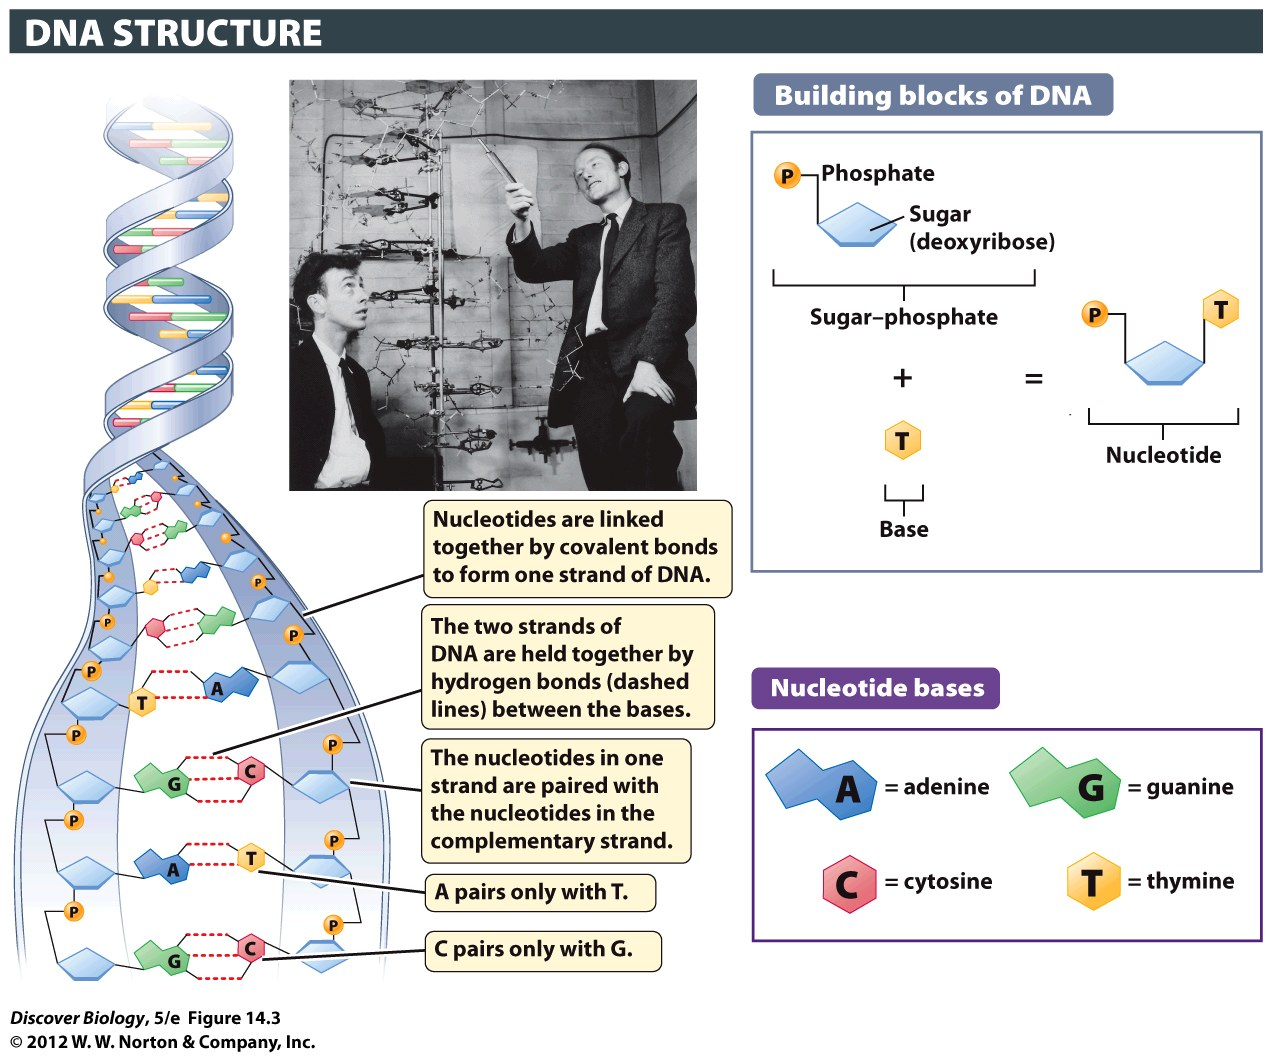 DNA STRUCTURE
Building blocks of DNA
P
Phosphate
Sugar
(deoxyribose)
Sugar–phosphate
+
=
T
Base
P
T
Nucleotide
Nucleotides are linked
together by covalent bonds
to form one strand of DNA.
The two strands of
DNA are held together by
hydrogen bonds (dashed
lines) between the bases.
The nucleotides in one
strand are paired with
the nucleotides in the
complementary strand.
A pairs only with T.
C pairs only with G.
P
P
P
P
T
A
P
P
G
C
P
P
A
T
P
P
G
C
Nucleotide bases
A = adenine
G = guanine
C = cytosine
T = thymine
Discover Biology, 5/e Figure 14.3
© 2012 W. W. Norton & Company, Inc.